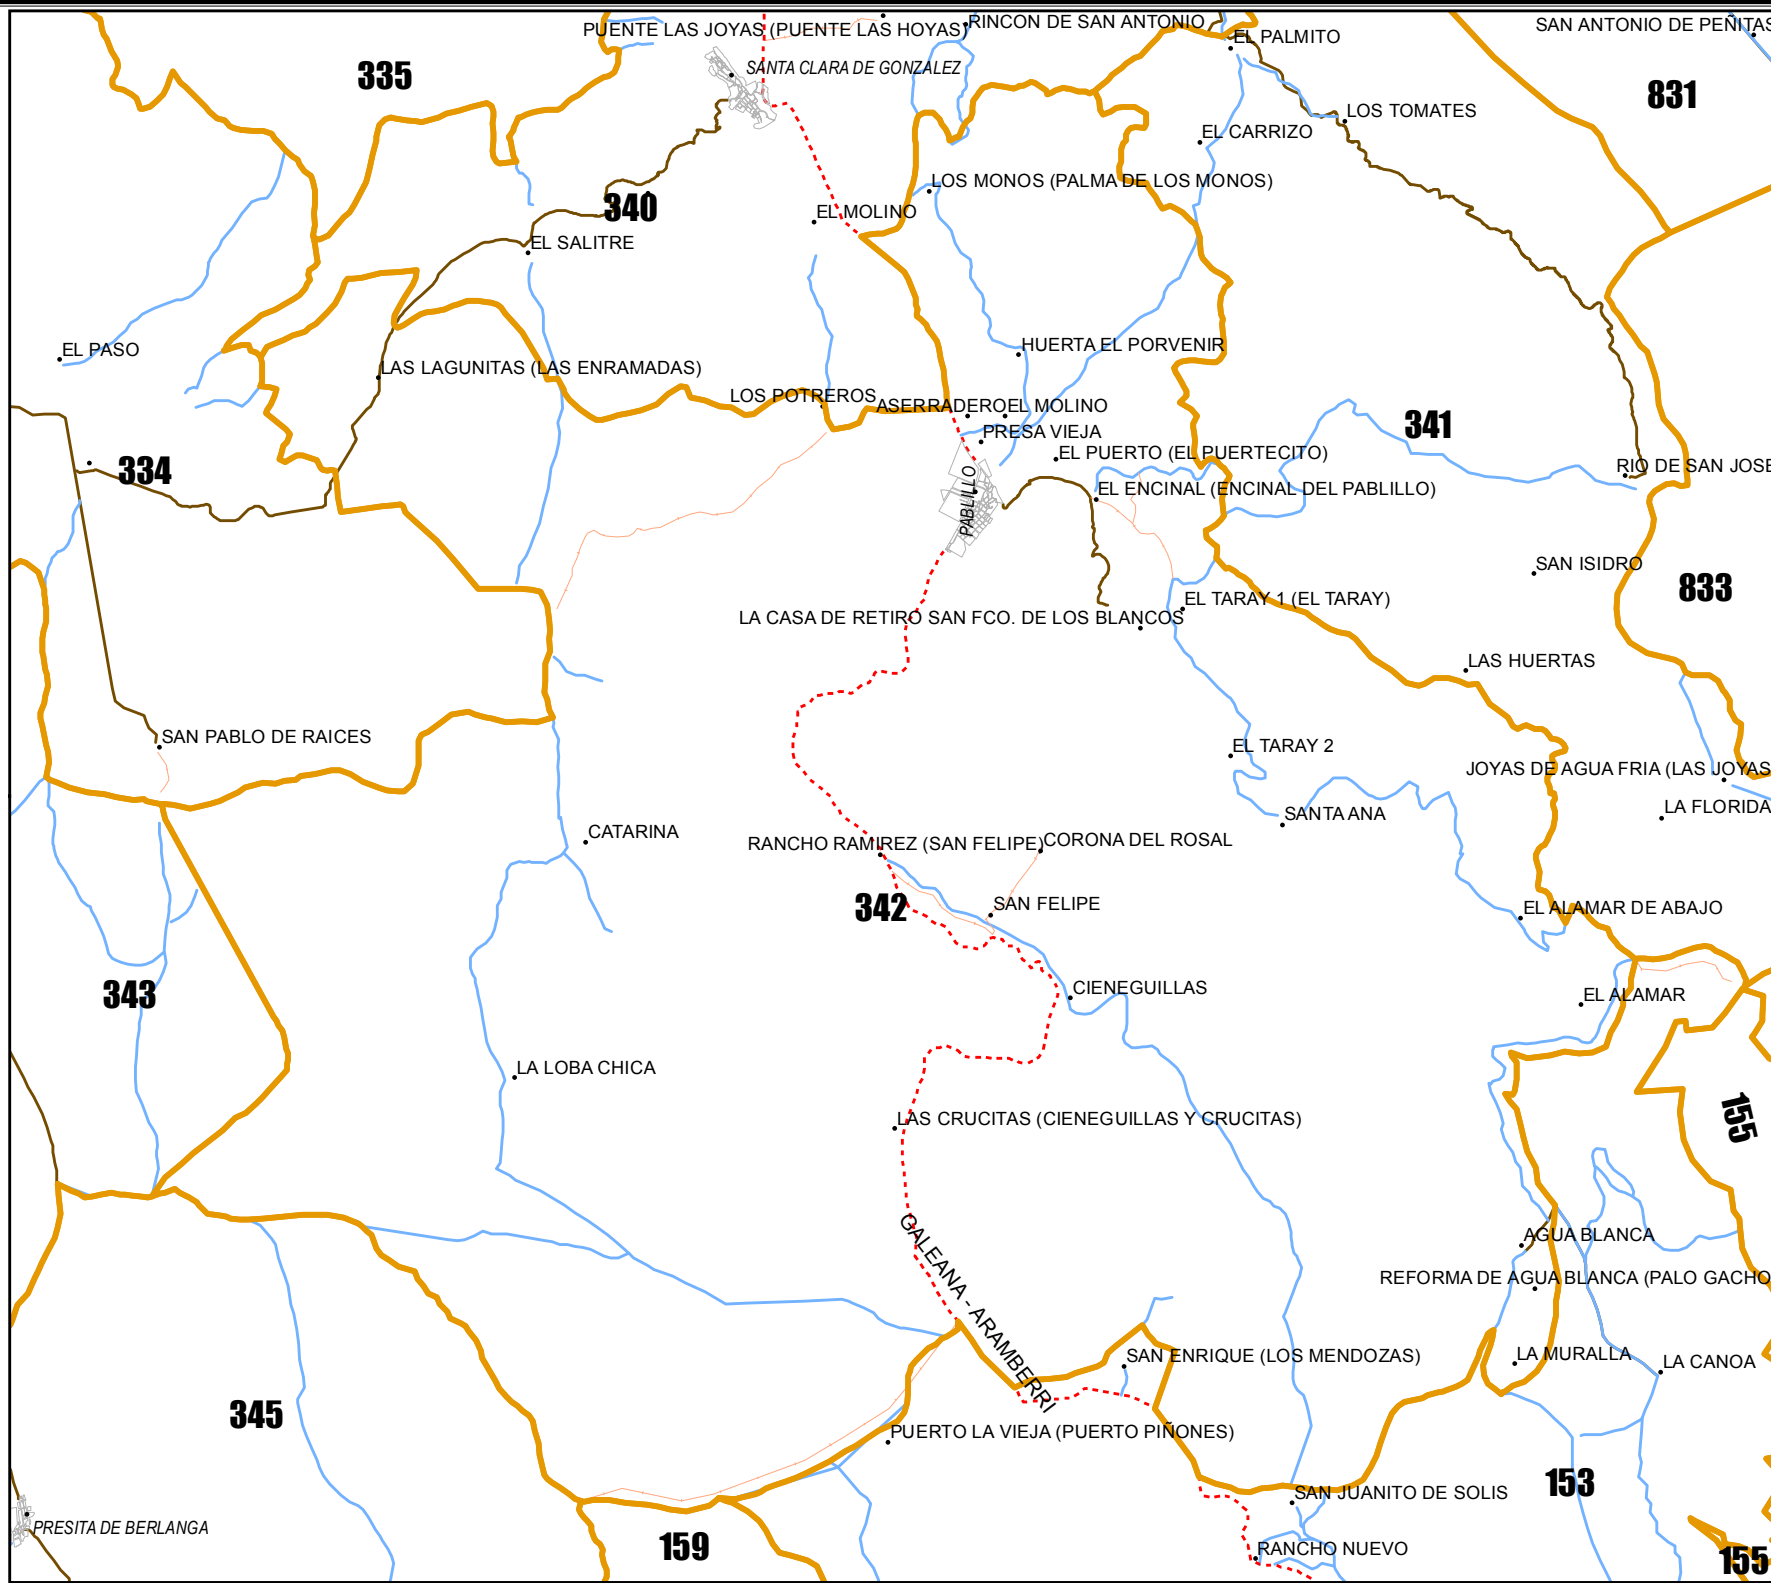 PUENTE LAS JOYAS (PUENTE LAS HOYAS)
RINCON DE SAN ANTONIO
SAN ANTONIO DE PEÑITAS
EL PALMITO
335
SANTA CLARA DE GONZALEZ
831
LOS TOMATES
EL CARRIZO
LOS MONOS (PALMA DE LOS MONOS)
340
EL MOLINO
EL SALITRE
EL PASO
HUERTA EL PORVENIR
LAS LAGUNITAS (LAS ENRAMADAS)
LOS POTREROS
ASERRADERO
EL MOLINO
341
PRESA VIEJA
EL PUERTO (EL PUERTECITO)
334
RIO DE SAN JOSE
PABLILLO
EL ENCINAL (ENCINAL DEL PABLILLO)
SAN ISIDRO
833
EL TARAY 1 (EL TARAY)
LA CASA DE RETIRO SAN FCO. DE LOS BLANCOS
LAS HUERTAS
SAN PABLO DE RAICES
EL TARAY 2
JOYAS DE AGUA FRIA (LAS JOYAS
LA FLORIDA
SANTA ANA
CATARINA
RANCHO RAMIREZ (SAN FELIPE)
CORONA DEL ROSAL
342
SAN FELIPE
EL ALAMAR DE ABAJO
343
CIENEGUILLAS
EL ALAMAR
LA LOBA CHICA
LAS CRUCITAS (CIENEGUILLAS Y CRUCITAS)
155
GALEANA - ARAMBERRI
AGUA BLANCA
REFORMA DE AGUA BLANCA (PALO GACHO
SAN ENRIQUE (LOS MENDOZAS)
LA MURALLA
LA CANOA
345
PUERTO LA VIEJA (PUERTO PIÑONES)
153
SAN JUANITO DE SOLIS
PRESITA DE BERLANGA
159
RANCHO NUEVO
155